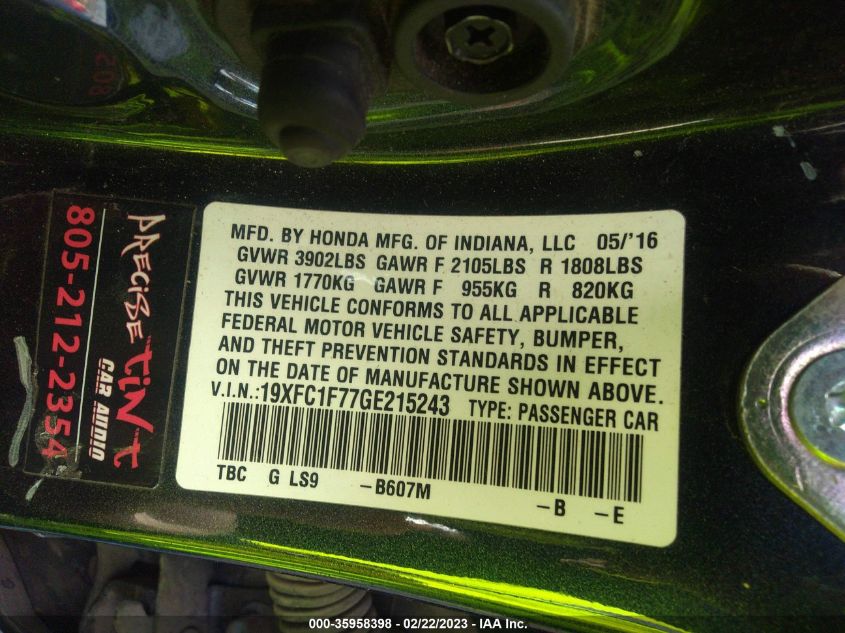 MFD. BY HONDA MFG. OF INDIANA, LLC 05/'16
GVWR 3902LBS GAWR F 2105LBS R 1808LBS
GVWR 1770KG GAWR F 955KG R 820KG
THIS VEHICLE CONFORMS TO ALL APPLICABLE
FEDERAL MOTOR VEHICLE SAFETY, BUMPER,
AND THEFT PREVENTION STANDARDS IN EFFECT
ON THE DATE OF MANUFACTURE SHOWN ABOVE.
V.I.N.:19XFC1F77GE215243 TYPE: PASSENGER CAR
TBC G LS9 -B607M -B -E
PRECISE TINT
CAR AUDIO
805-212-2354
805
000-35958398 - 02/22/2023 - IAA Inc.